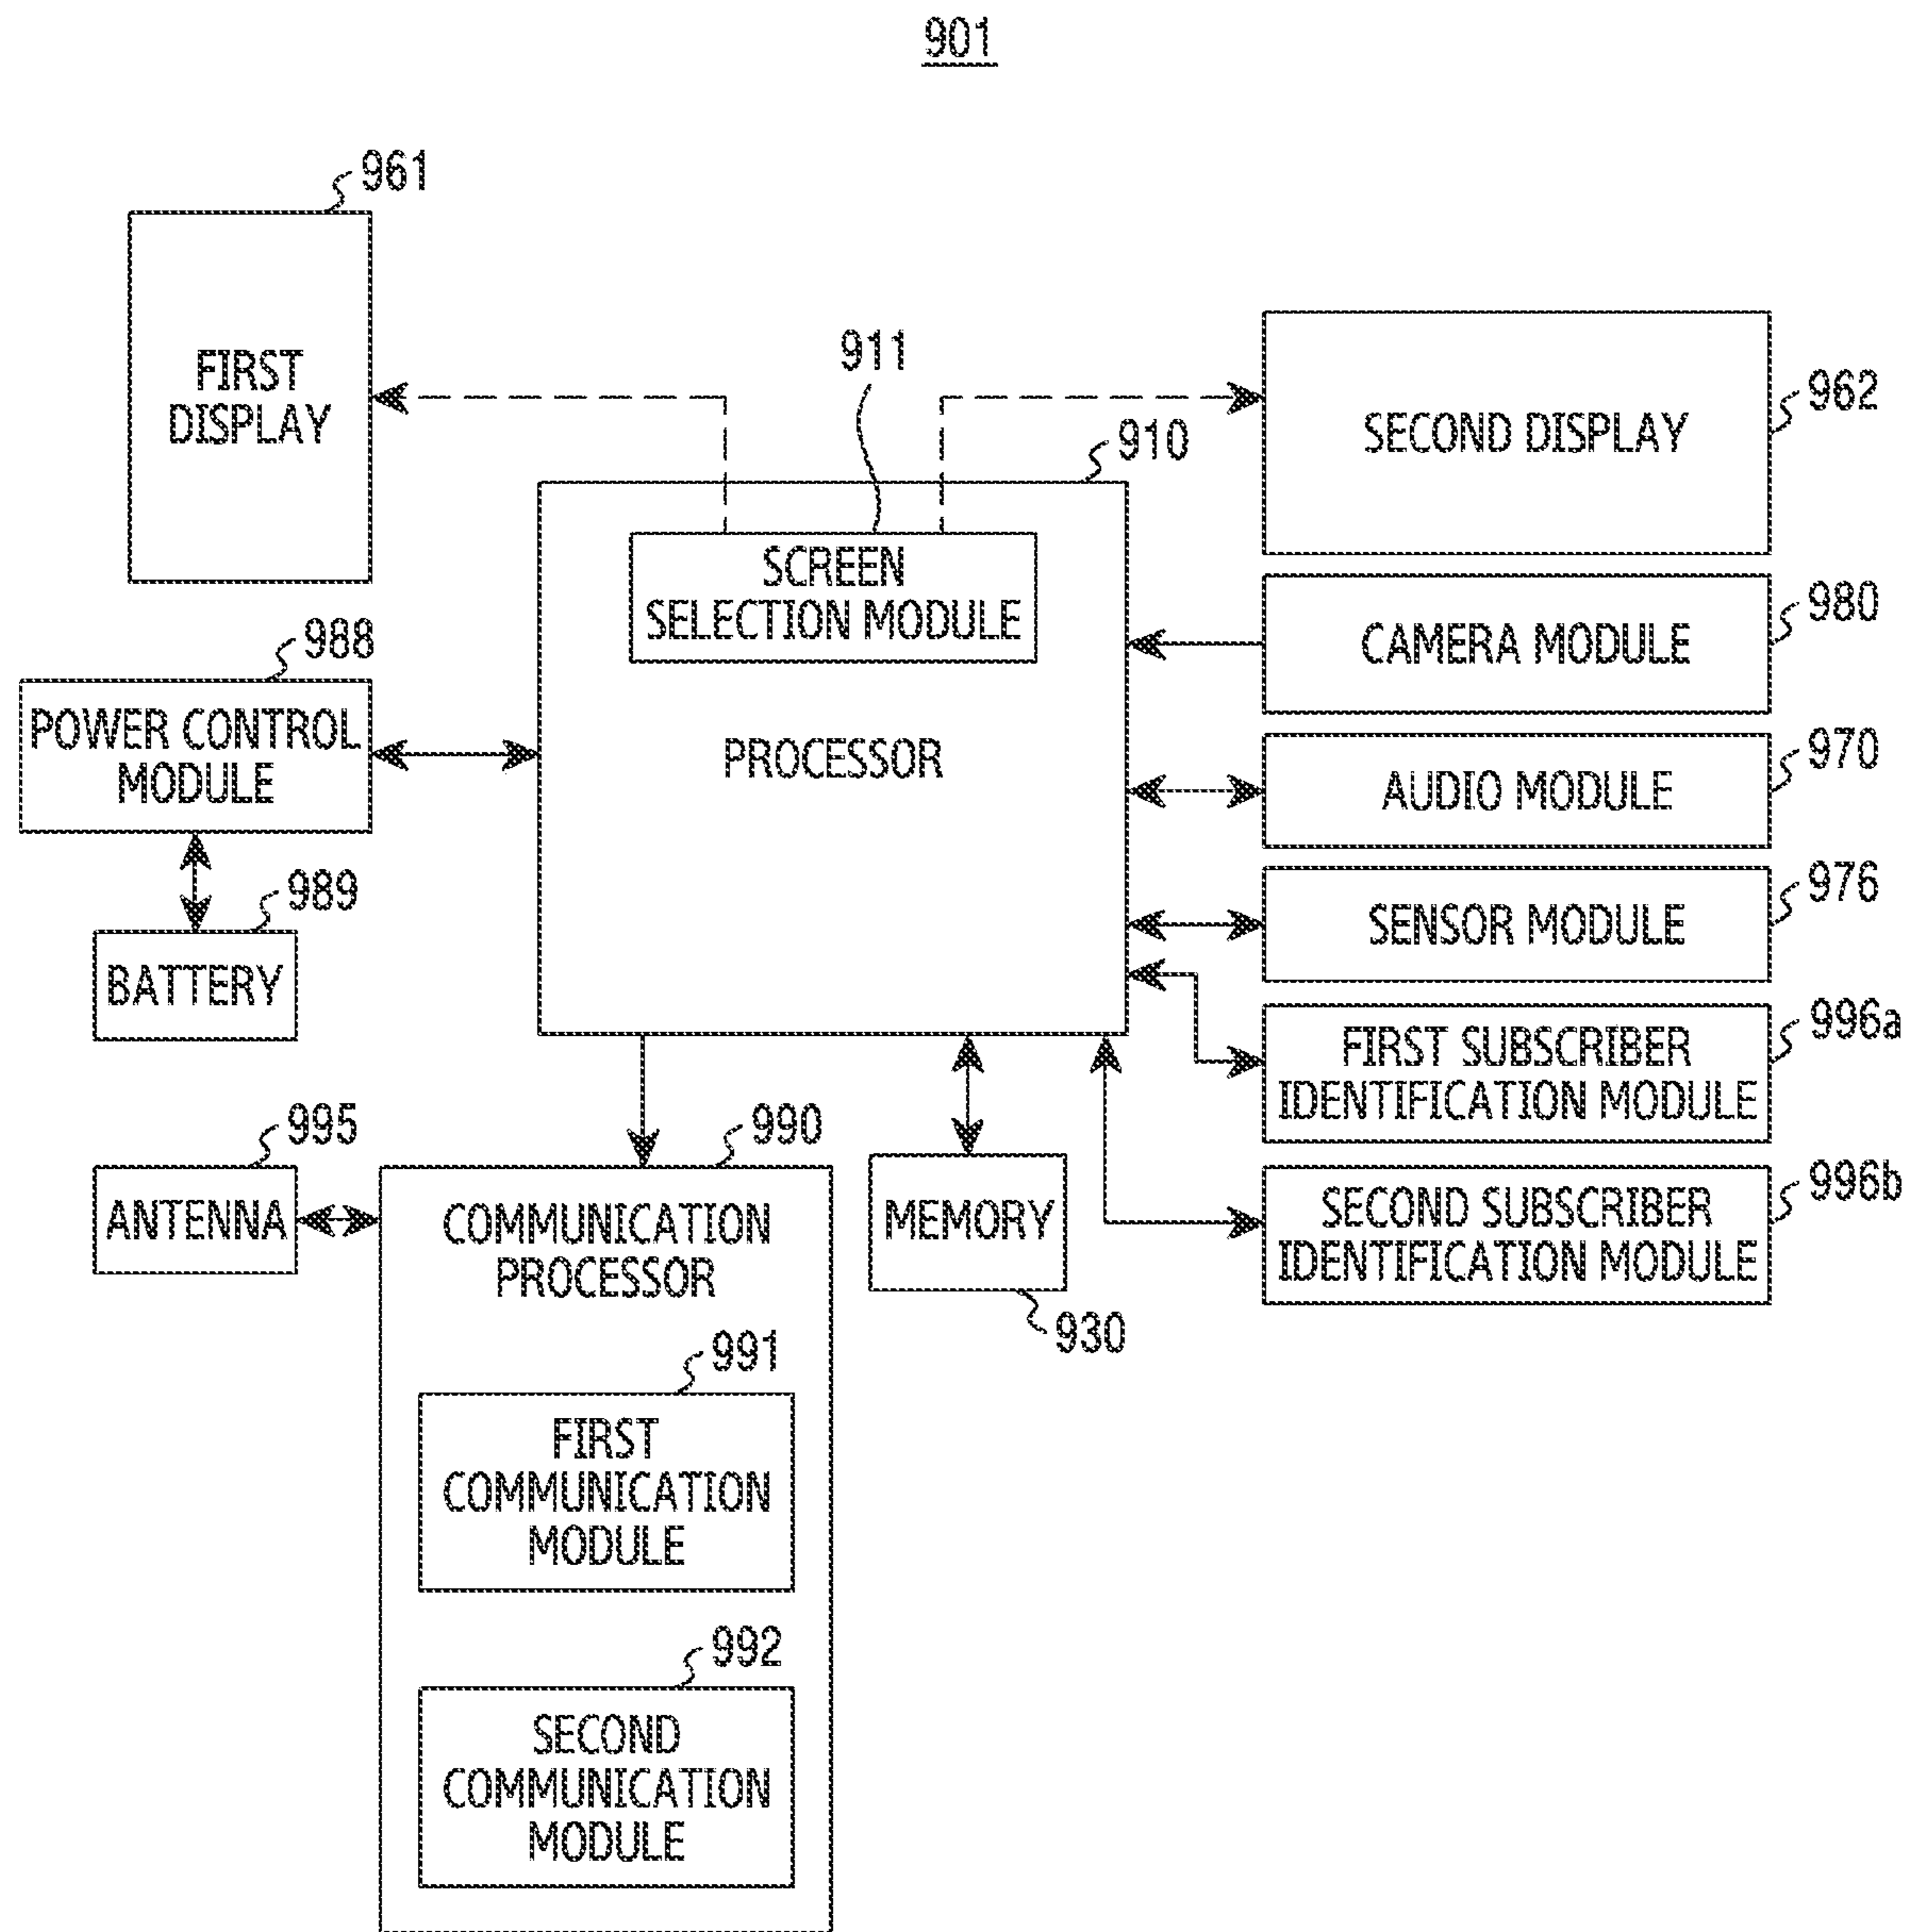 901
961
FIRST
DISPLAY
911
910
962
SECOND DISPLAY
SCREEN
SELECTION MODULE
PROCESSOR
980
CAMERA MODULE
988
POWER CONTROL
MODULE
970
AUDIO MODULE
976
SENSOR MODULE
989
BATTERY
996a
FIRST SUBSCRIBER
IDENTIFICATION MODULE
996b
SECOND SUBSCRIBER
IDENTIFICATION MODULE
995
ANTENNA
990
COMMUNICATION
PROCESSOR
MEMORY
930
991
FIRST
COMMUNICATION
MODULE
992
SECOND
COMMUNICATION
MODULE